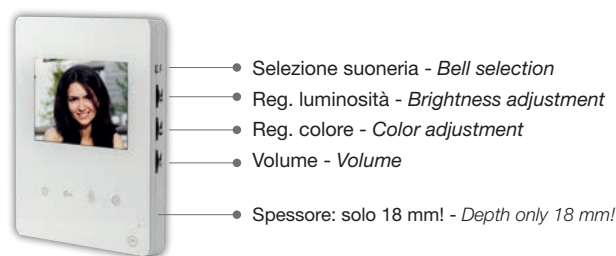 Selezione suoneria - Bell selection
Reg. luminosità - Brightness adjustment
Reg. colore - Color adjustment
Volume - Volume
Spessore: solo 18 mm! - Depth only 18 mm!